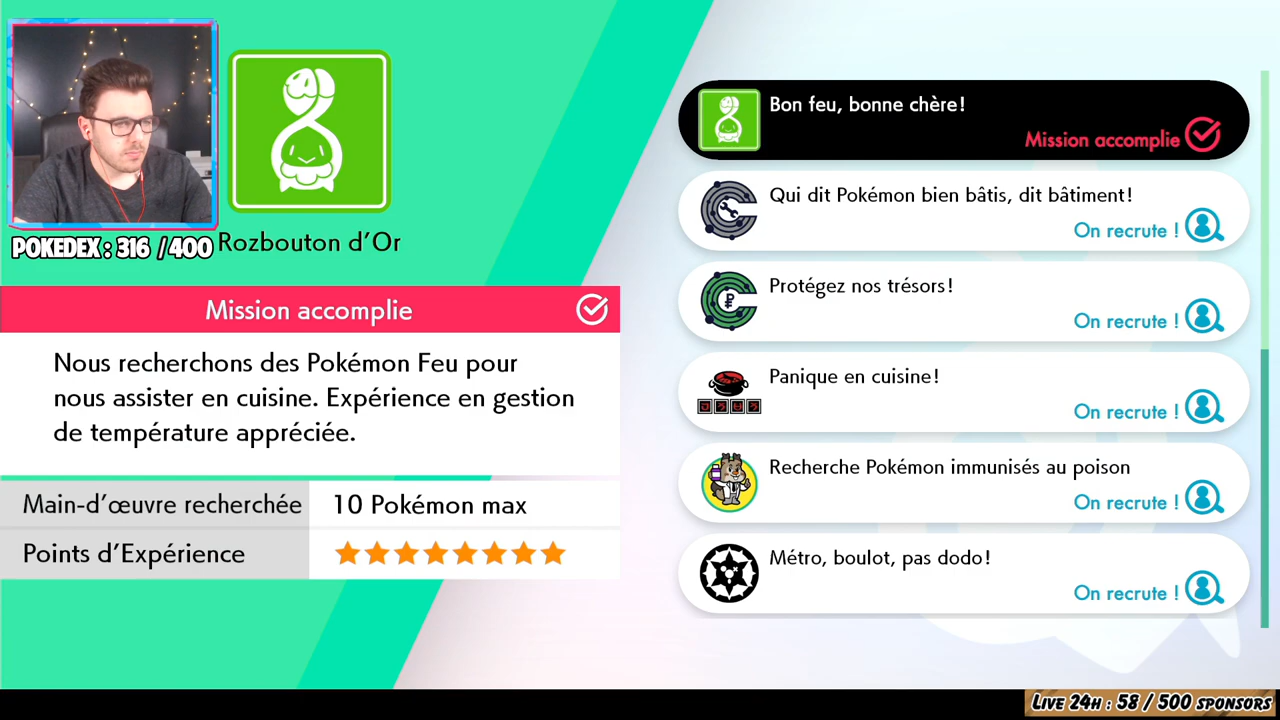 POKEDEX : 316 / 400
Rozbouton d'Or
Mission accomplie
Nous recherchons des Pokémon Feu pour
nous assister en cuisine. Expérience en gestion
de température appréciée.
Main-d'œuvre recherchée
10 Pokémon max
Points d'Expérience
Bon feu, bonne chère !
Mission accomplie
Qui dit Pokémon bien bâtis, dit bâtiment !
On recrute !
Protégez nos trésors !
On recrute !
Panique en cuisine !
On recrute !
Recherche Pokémon immunisés au poison
On recrute !
Métro, boulot, pas dodo !
On recrute !
LIVE 24H : 58 / 500 SPONSORS